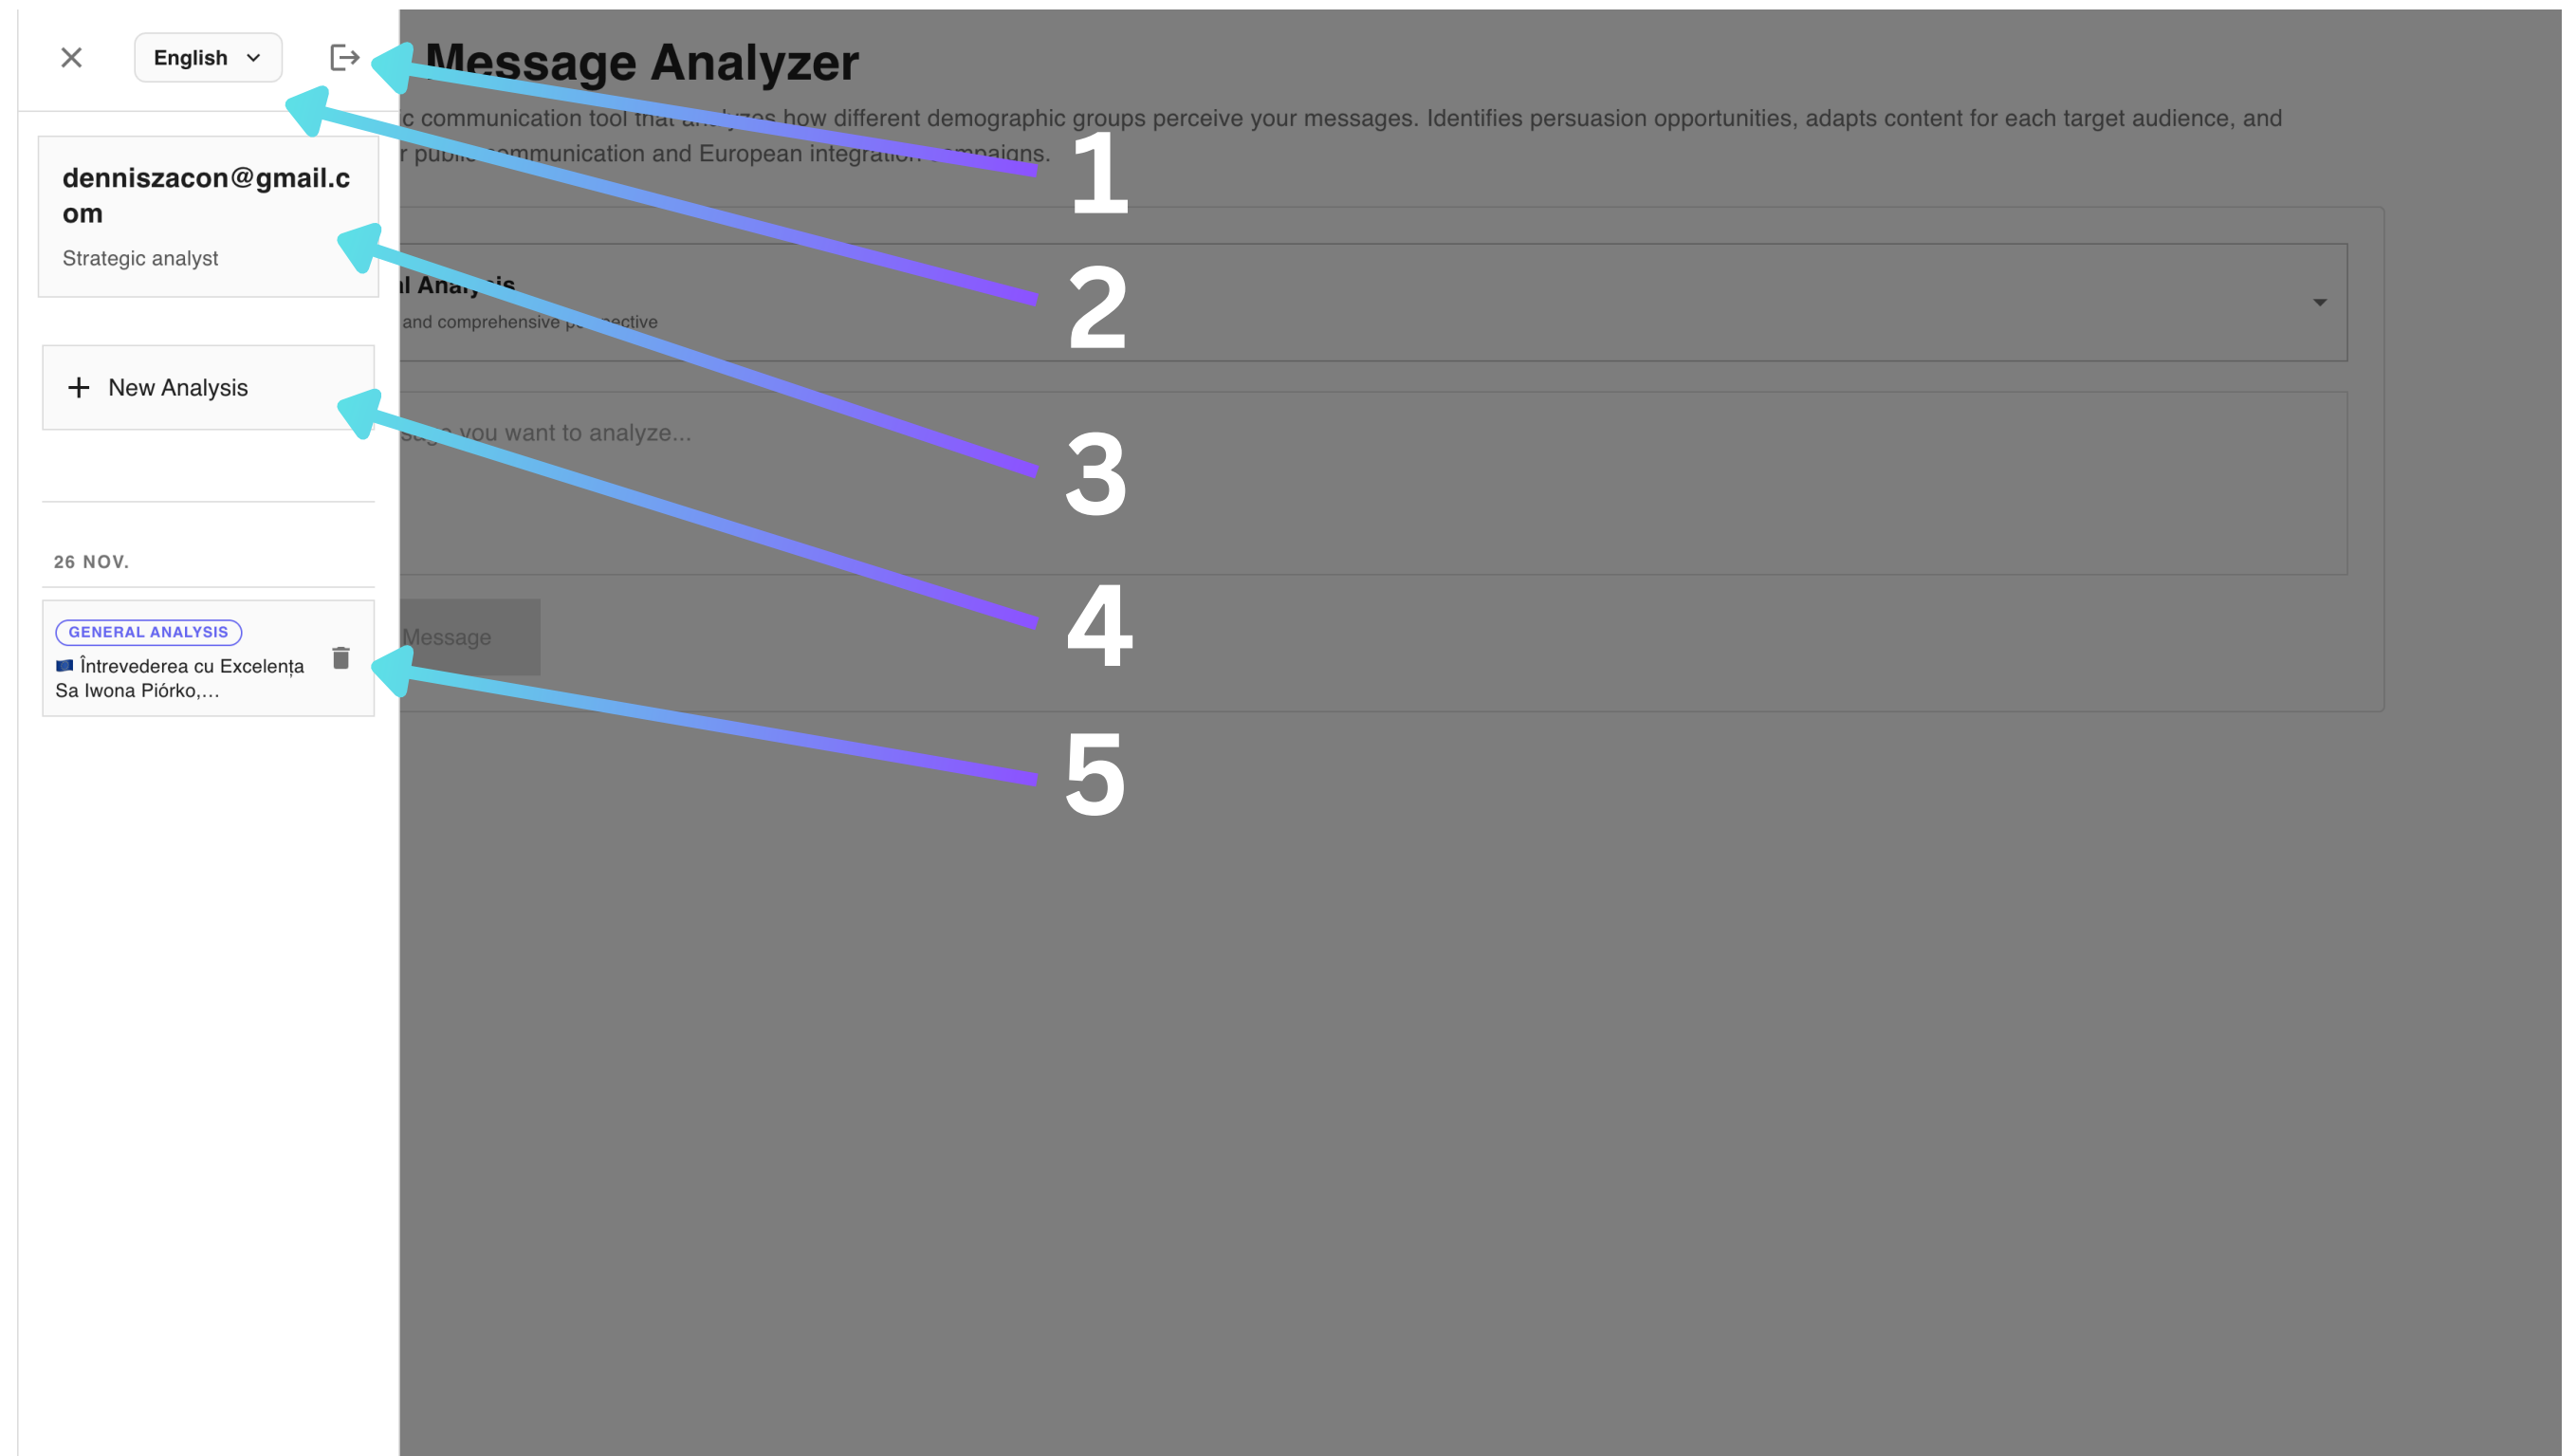 English
Message Analyzer
c communication tool that analyzes how different demographic groups perceive your messages. Identifies persuasion opportunities, adapts content for each target audience, and
r public communication and European integration campaigns.
denniszacon@gmail.c
om
Strategic analyst
al Analysis
and comprehensive perspective
New Analysis
sage you want to analyze...
26 NOV.
GENERAL ANALYSIS
Întrevederea cu Excelența
Sa Iwona Piórko,...
Message
1
2
3
4
5